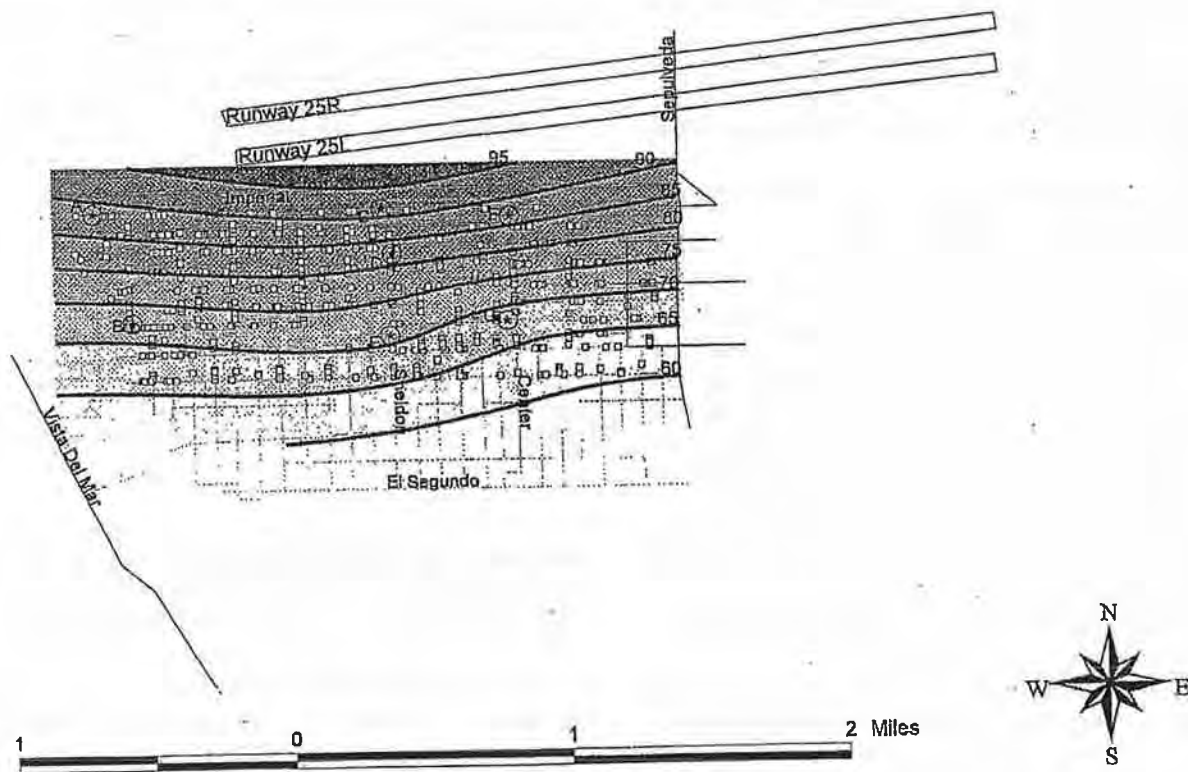 Sepulveda
Runway 25R
Runway 25L
95
90
85
80
75
70
65
60
Imperial
Center
Vista Del Mar
El Segundo
N
W
E
S
1
0
1
2 Miles